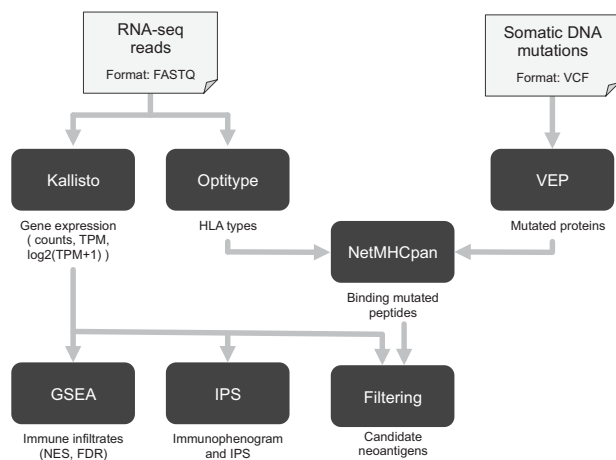 RNA-seq
reads
Format: FASTQ
Somatic DNA
mutations
Format: VCF
Kallisto
Optitype
VEP
Gene expression
( counts, TPM,
log2(TPM+1) )
HLA types
Mutated proteins
NetMHCpan
Binding mutated
peptides
GSEA
IPS
Filtering
Immune infiltrates
(NES, FDR)
Immunophenogram
and IPS
Candidate
neoantigens